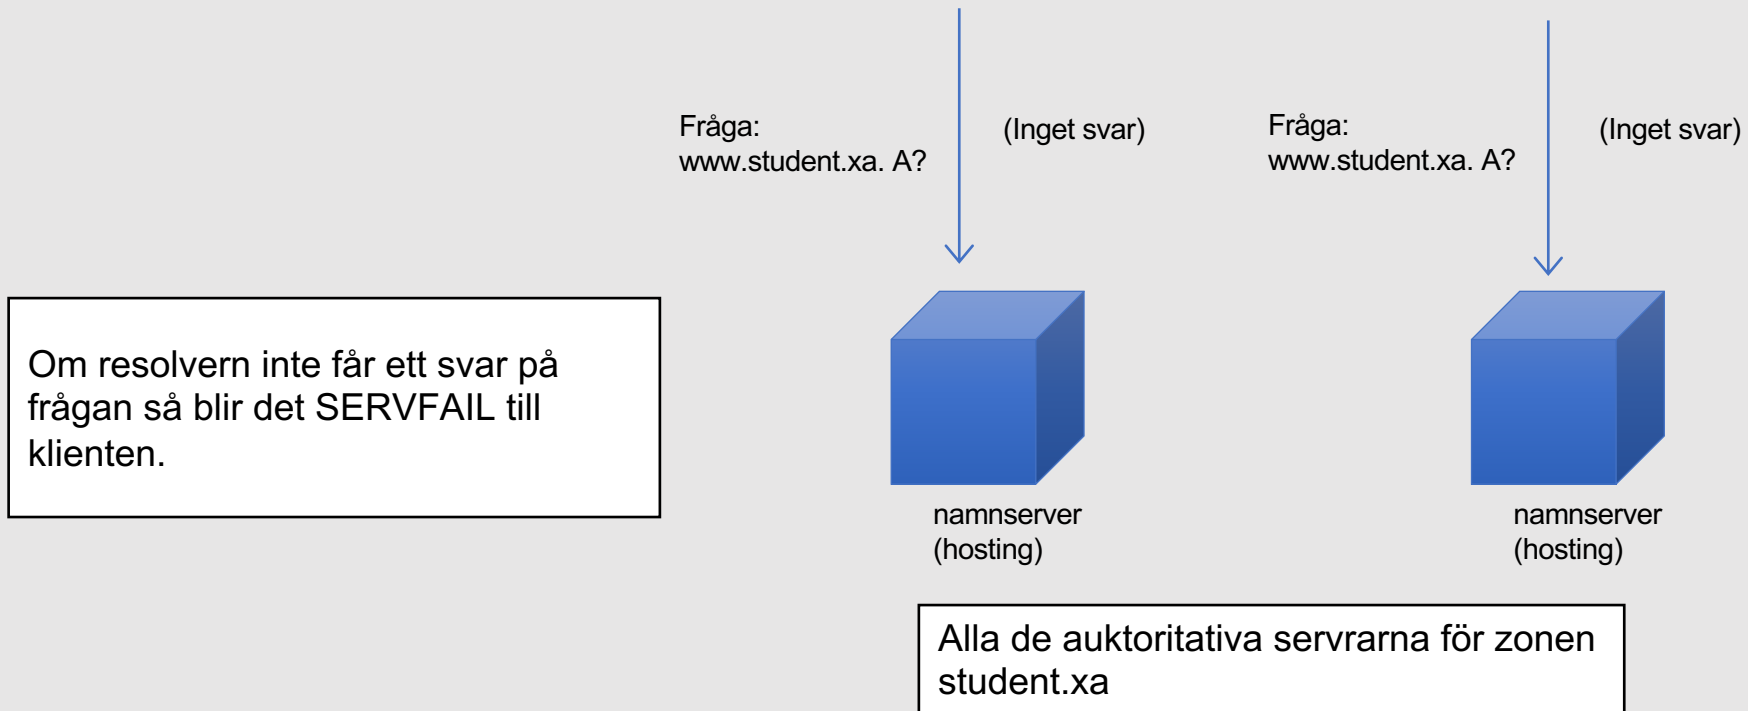 Fråga:
www.student.xa. A?
(Inget svar)
Fråga:
www.student.xa. A?
(Inget svar)
Om resolvern inte får ett svar på
frågan så blir det SERVFAIL till
klienten.
namnserver
(hosting)
namnserver
(hosting)
Alla de auktoritativa servrarna för zonen
student.xa